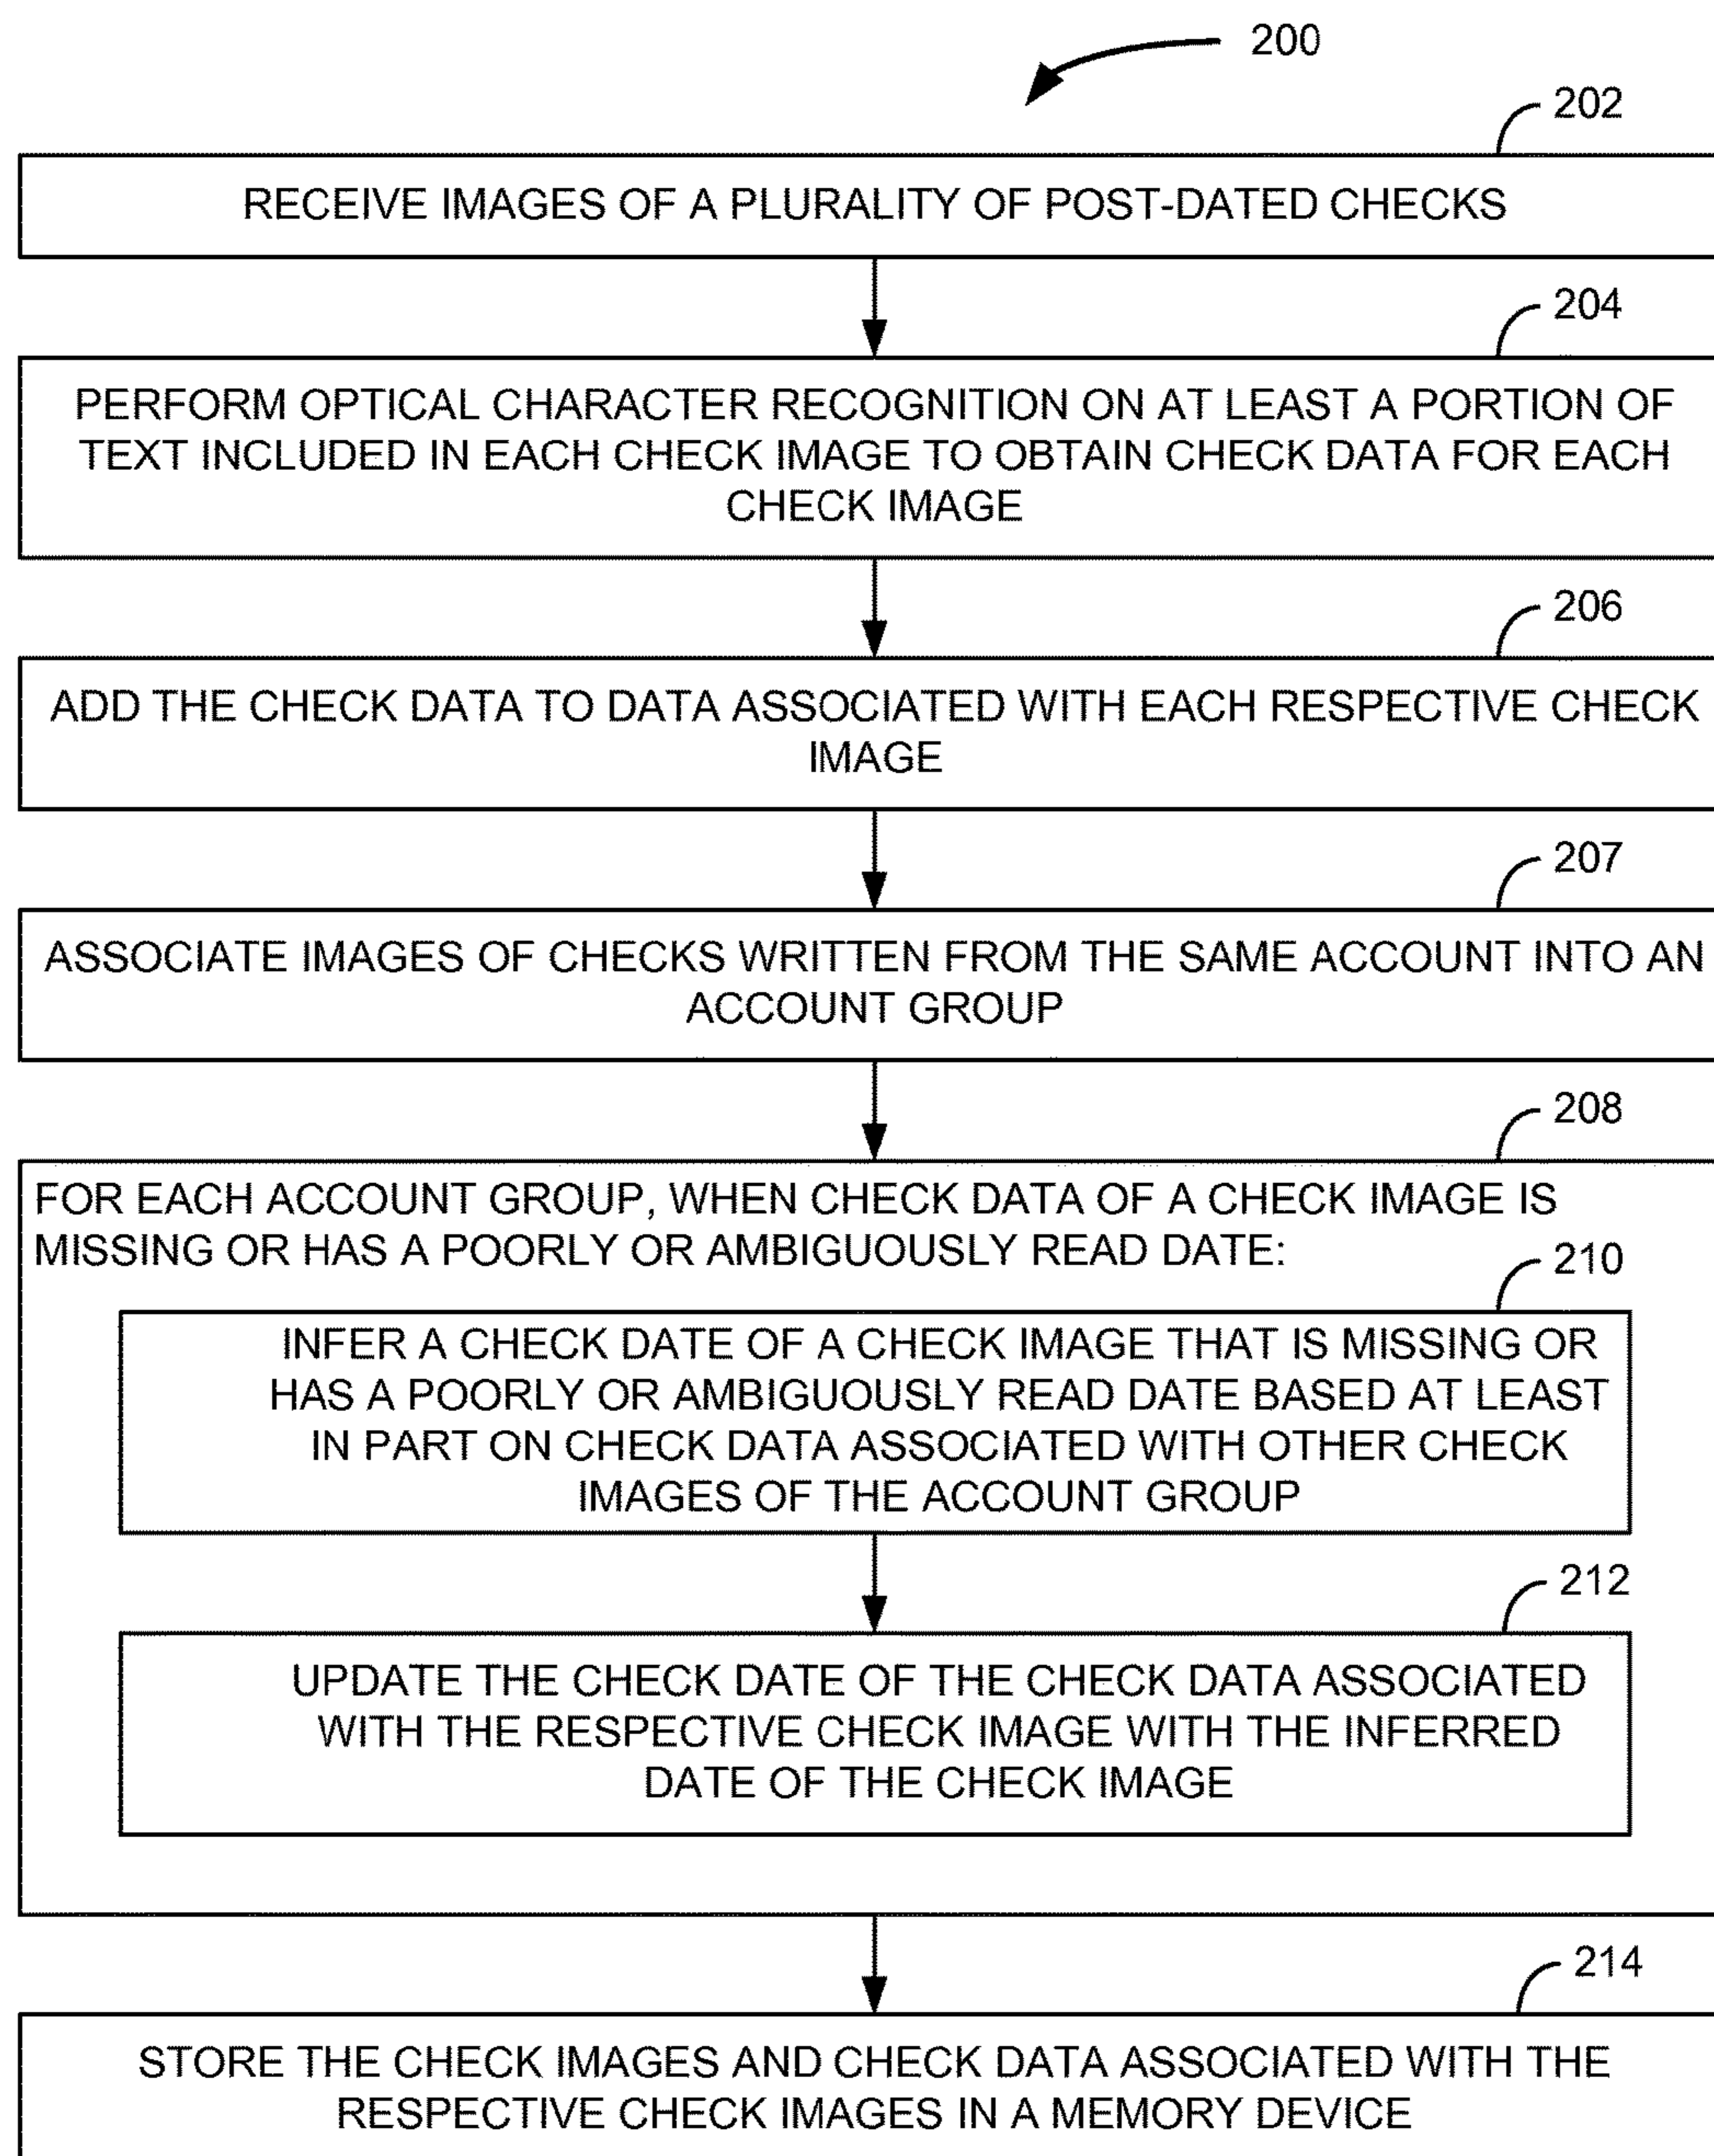 200
202
RECEIVE IMAGES OF A PLURALITY OF POST-DATED CHECKS
204
PERFORM OPTICAL CHARACTER RECOGNITION ON AT LEAST A PORTION OF
TEXT INCLUDED IN EACH CHECK IMAGE TO OBTAIN CHECK DATA FOR EACH
CHECK IMAGE
206
ADD THE CHECK DATA TO DATA ASSOCIATED WITH EACH RESPECTIVE CHECK
IMAGE
207
ASSOCIATE IMAGES OF CHECKS WRITTEN FROM THE SAME ACCOUNT INTO AN
ACCOUNT GROUP
208
FOR EACH ACCOUNT GROUP, WHEN CHECK DATA OF A CHECK IMAGE IS
MISSING OR HAS A POORLY OR AMBIGUOUSLY READ DATE:
210
INFER A CHECK DATE OF A CHECK IMAGE THAT IS MISSING OR
HAS A POORLY OR AMBIGUOUSLY READ DATE BASED AT LEAST
IN PART ON CHECK DATA ASSOCIATED WITH OTHER CHECK
IMAGES OF THE ACCOUNT GROUP
212
UPDATE THE CHECK DATE OF THE CHECK DATA ASSOCIATED
WITH THE RESPECTIVE CHECK IMAGE WITH THE INFERRED
DATE OF THE CHECK IMAGE
214
STORE THE CHECK IMAGES AND CHECK DATA ASSOCIATED WITH THE
RESPECTIVE CHECK IMAGES IN A MEMORY DEVICE